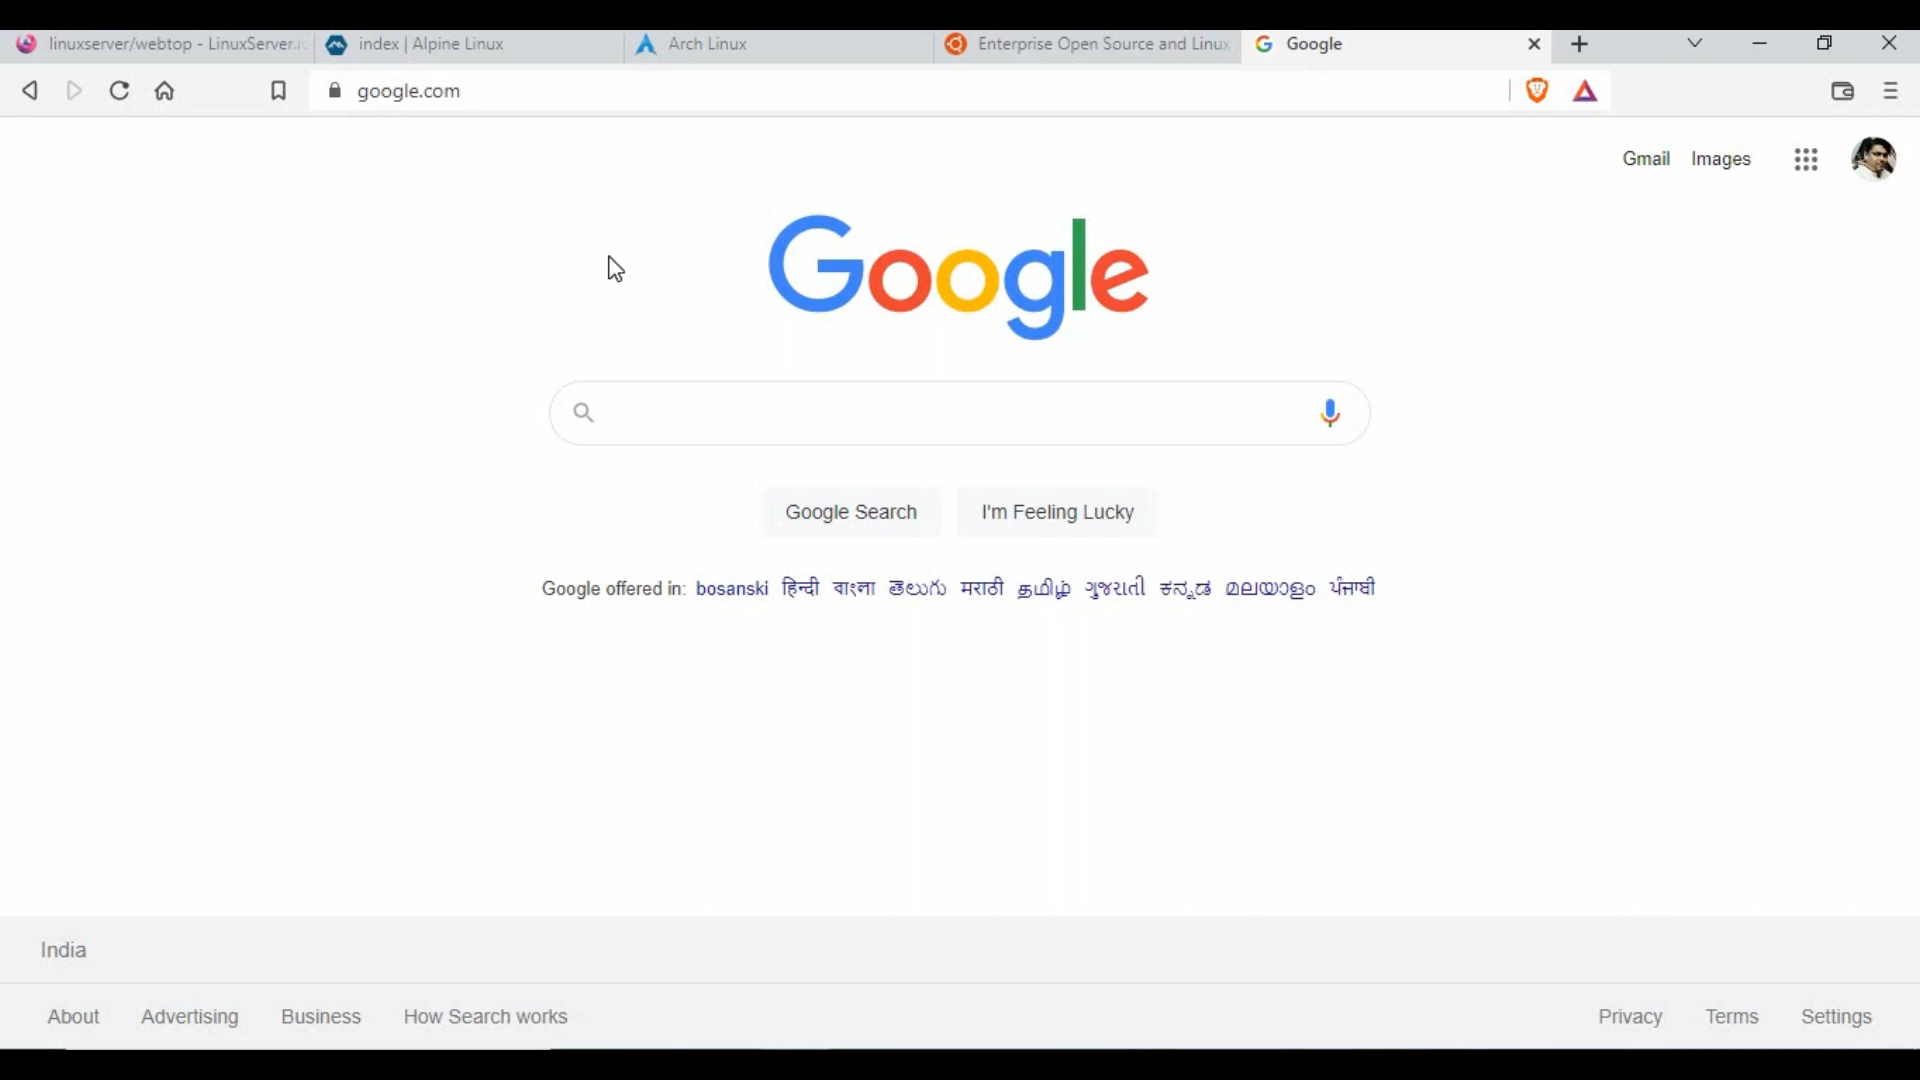 linuxserver/webtop - LinuxServer.io
index | Alpine Linux
Arch Linux
Enterprise Open Source and Linux
Google
google.com
Gmail Images
Google
Google Search
I'm Feeling Lucky
Google offered in: bosanski हिन्दी বাংলা తెలుగు मराठी தமிழ் ગુજરાતી ಕನ್ನಡ മലയാളം ਪੰਜਾਬੀ
India
About Advertising Business How Search works
Privacy Terms Settings